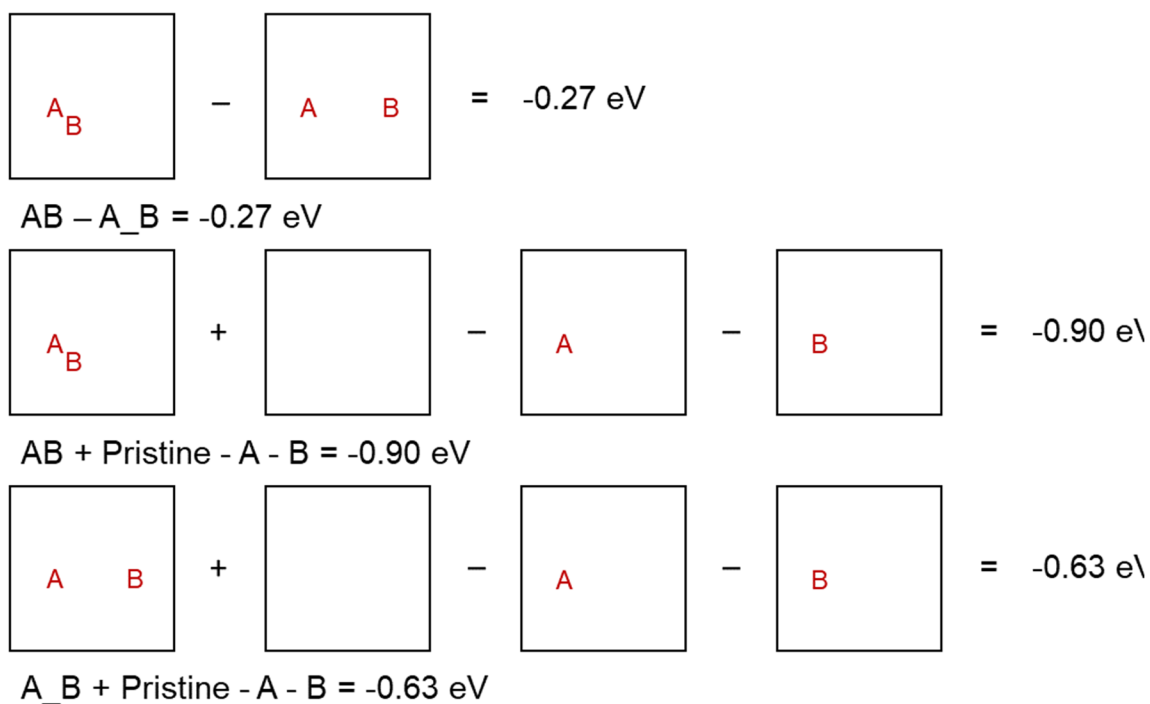 A B – A B = -0.27 eV
AB – A_B = -0.27 eV
A B + – A – B = -0.90 e\
AB + Pristine - A - B = -0.90 eV
A B + – A – B = -0.63 e\
A_B + Pristine - A - B = -0.63 eV